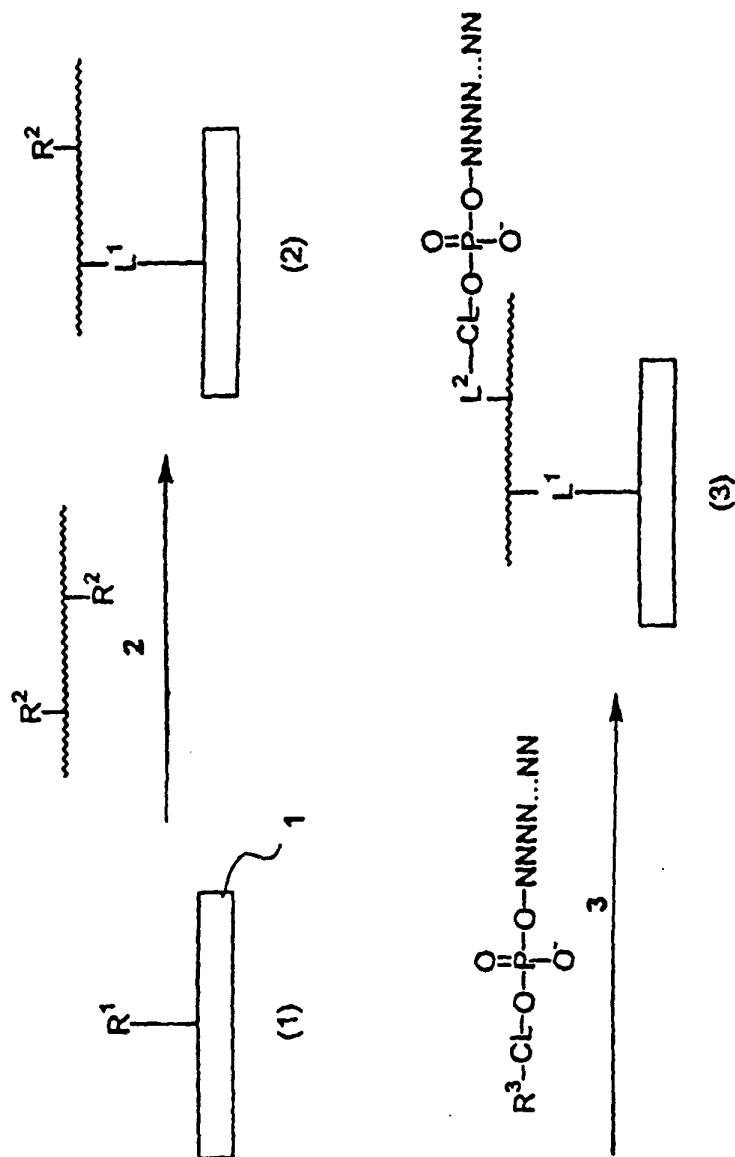 R¹
1
(1)
R² R²
2
R²
L¹
(2)
R³–CL–O–P–O–NNNN...NN
O
O⁻
3
L²–CL–O–P–O–NNNN...NN
O
O⁻
L¹
(3)